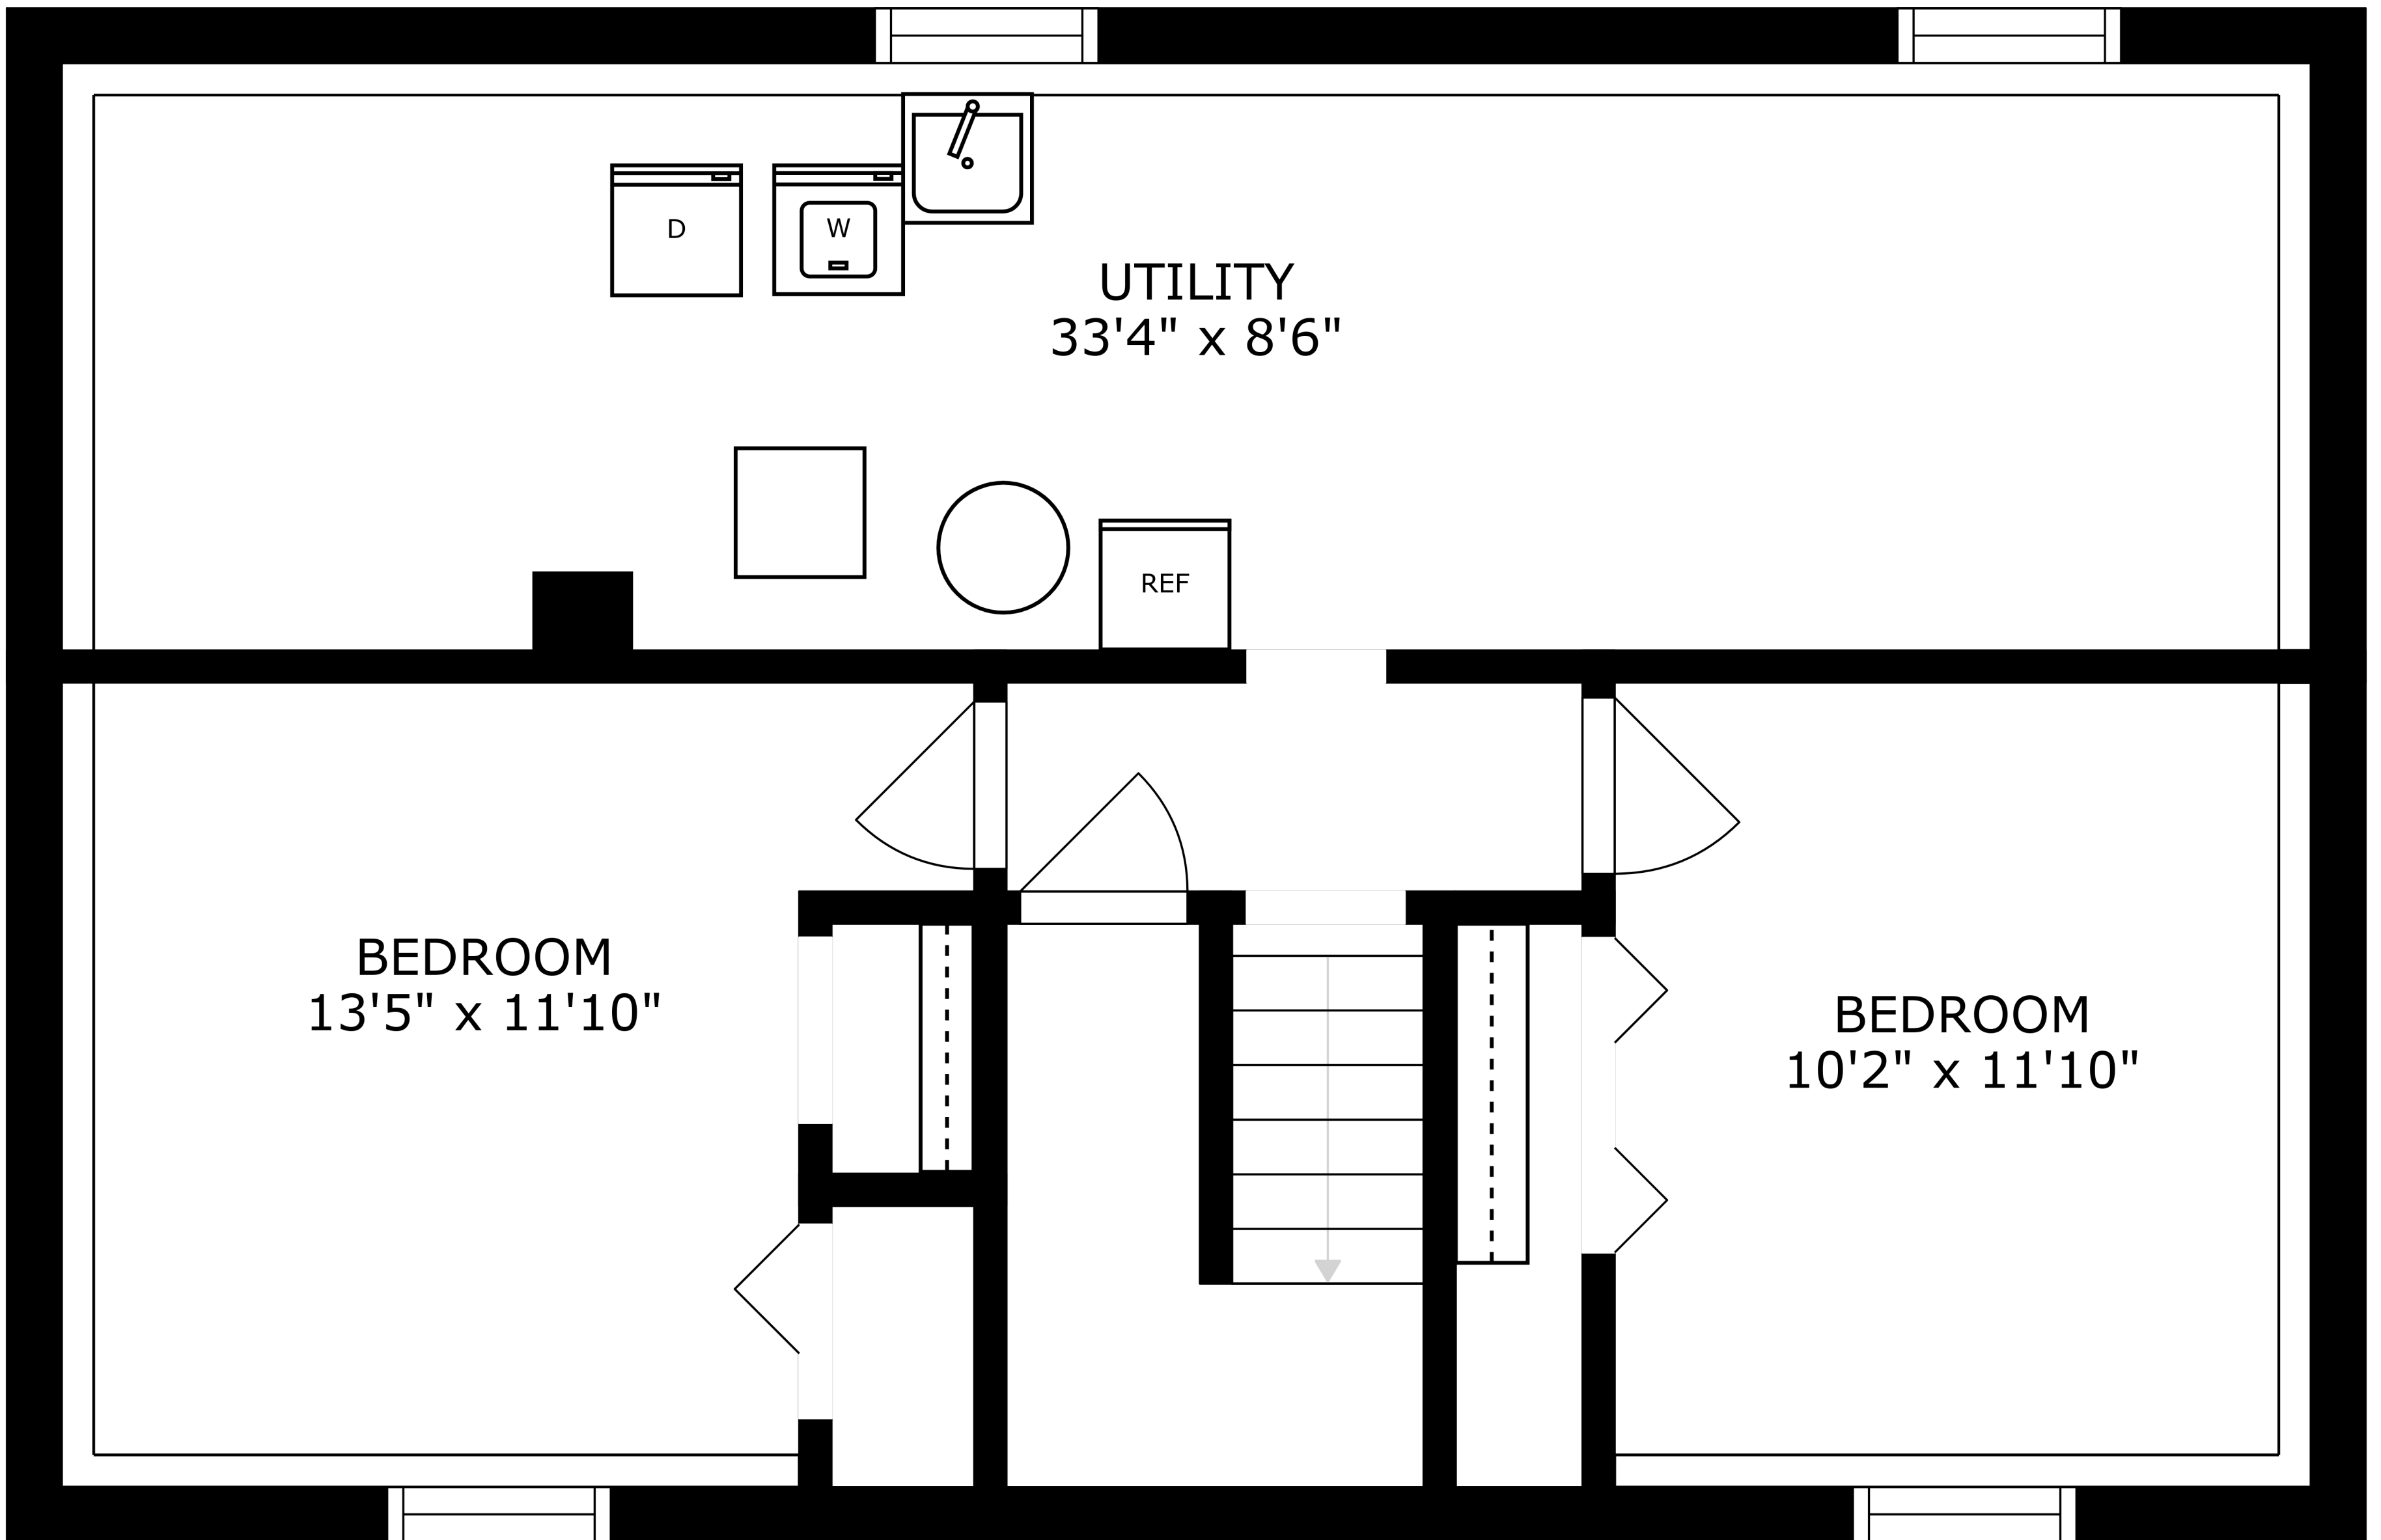 D
W
UTILITY
33'4" x 8'6"
REF
BEDROOM
13'5" x 11'10"
BEDROOM
10'2" x 11'10"